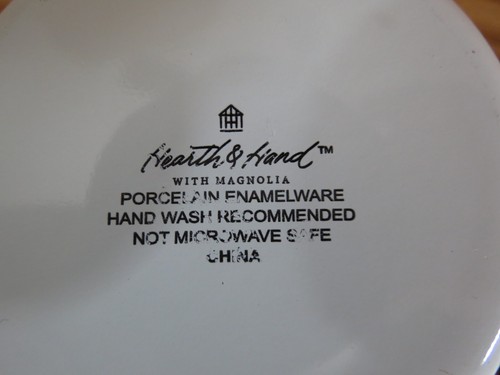 Hearth & Hand™
WITH MAGNOLIA
PORCELAIN ENAMELWARE
HAND WASH RECOMMENDED
NOT MICROWAVE SAFE
CHINA